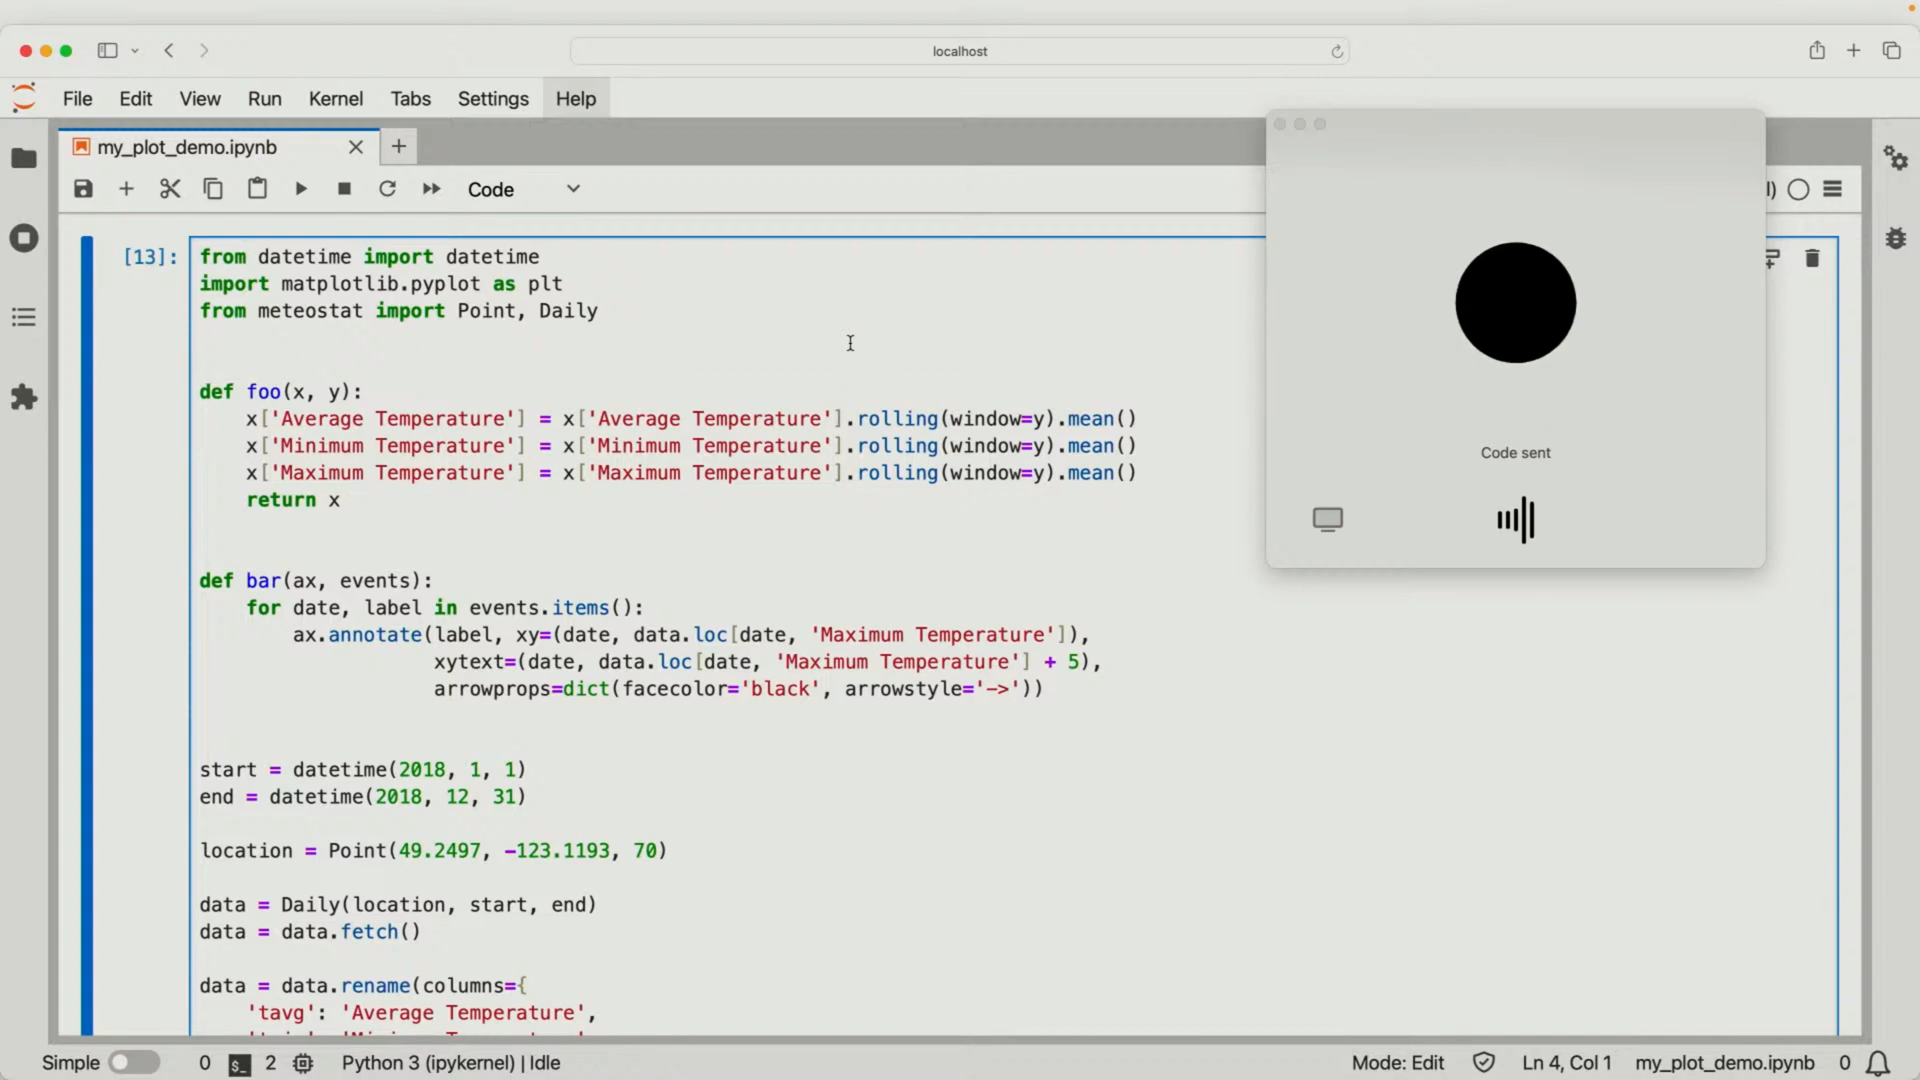 localhost
File Edit View Run Kernel Tabs Settings Help
my_plot_demo.ipynb
Code
[13]:
from datetime import datetime
import matplotlib.pyplot as plt
from meteostat import Point, Daily
def foo(x, y):
x['Average Temperature'] = x['Average Temperature'].rolling(window=y).mean()
x['Minimum Temperature'] = x['Minimum Temperature'].rolling(window=y).mean()
x['Maximum Temperature'] = x['Maximum Temperature'].rolling(window=y).mean()
return x
def bar(ax, events):
for date, label in events.items():
ax.annotate(label, xy=(date, data.loc[date, 'Maximum Temperature']),
xytext=(date, data.loc[date, 'Maximum Temperature'] + 5),
arrowprops=dict(facecolor='black', arrowstyle='->'))
start = datetime(2018, 1, 1)
end = datetime(2018, 12, 31)
location = Point(49.2497, -123.1193, 70)
data = Daily(location, start, end)
data = data.fetch()
data = data.rename(columns={
'tavg': 'Average Temperature',
Code sent
Simple 0 $_ 2 Python 3 (ipykernel) | Idle Mode: Edit Ln 4, Col 1 my_plot_demo.ipynb 0